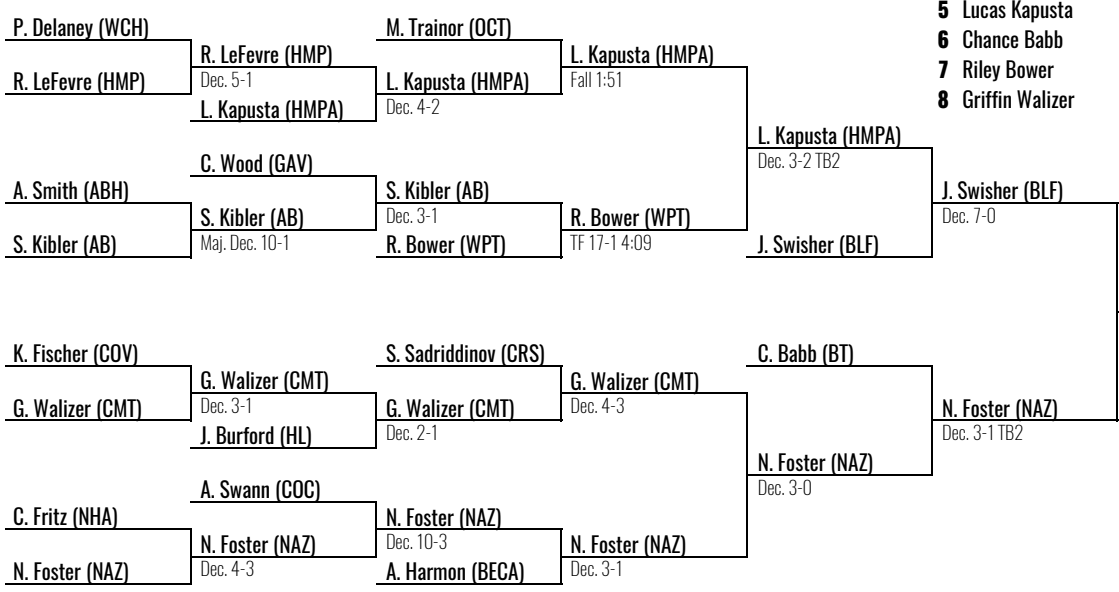 5 Lucas Kapusta
6 Chance Babb
7 Riley Bower
8 Griffin Walizer
P. Delaney (WCH)
R. LeFevre (HMP)
R. LeFevre (HMP)
Dec. 5-1
L. Kapusta (HMPA)
M. Trainor (OCT)
L. Kapusta (HMPA)
Dec. 4-2
L. Kapusta (HMPA)
Fall 1:51
C. Wood (GAV)
A. Smith (ABH)
S. Kibler (AB)
S. Kibler (AB)
Maj. Dec. 10-1
S. Kibler (AB)
Dec. 3-1
R. Bower (WPT)
R. Bower (WPT)
TF 17-1 4:09
L. Kapusta (HMPA)
Dec. 3-2 TB2
J. Swisher (BLF)
J. Swisher (BLF)
Dec. 7-0
K. Fischer (COV)
G. Walizer (CMT)
G. Walizer (CMT)
Dec. 3-1
J. Burford (HL)
S. Sadriddinov (CRS)
G. Walizer (CMT)
Dec. 2-1
G. Walizer (CMT)
Dec. 4-3
A. Swann (COC)
C. Fritz (NHA)
N. Foster (NAZ)
N. Foster (NAZ)
Dec. 4-3
N. Foster (NAZ)
Dec. 10-3
A. Harmon (BECA)
N. Foster (NAZ)
Dec. 3-1
C. Babb (BT)
N. Foster (NAZ)
Dec. 3-0
N. Foster (NAZ)
Dec. 3-1 TB2